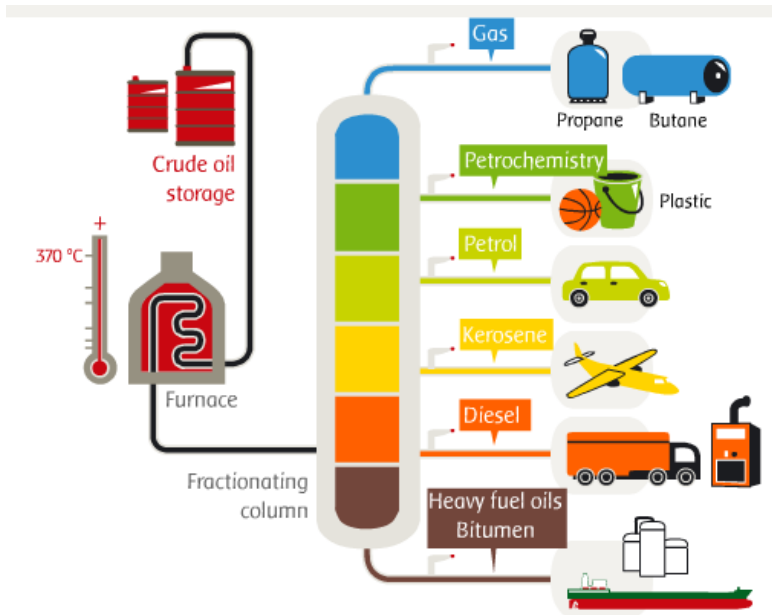 Gas
Propane
Butane
Crude oil
storage
Petrochemistry
Plastic
+
370 °C
Petrol
Kerosene
Furnace
Diesel
Fractionating
column
Heavy fuel oils
Bitumen